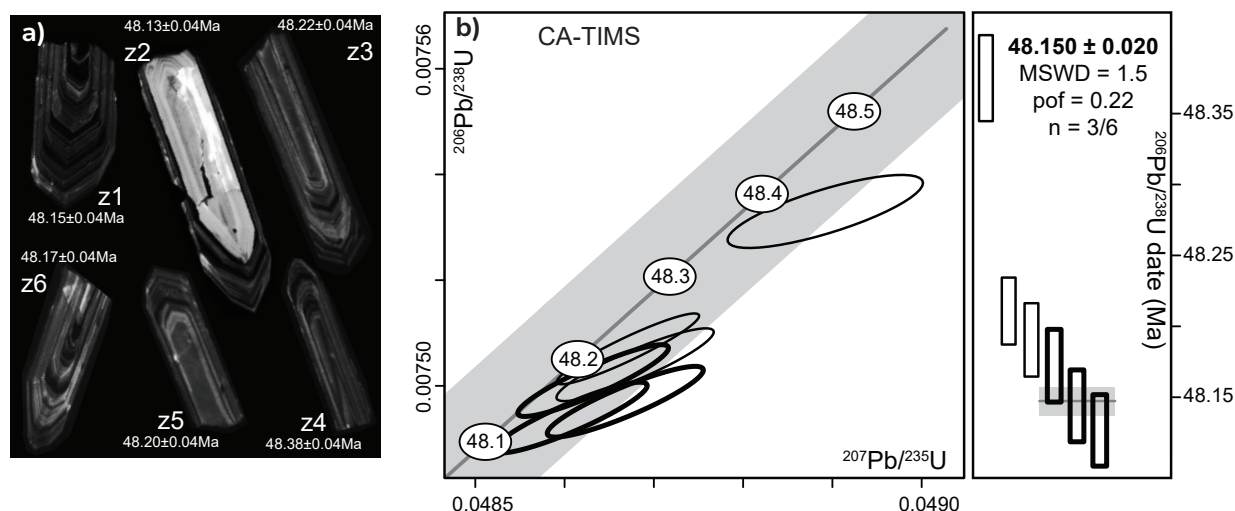 a)
48.13±0.04Ma
48.22±0.04Ma
z2
z3
z1
48.15±0.04Ma
48.17±0.04Ma
z6
z5
48.20±0.04Ma
z4
48.38±0.04Ma
b)
CA-TIMS
0.00756
0.00750
²⁰⁶Pb/²³⁸U
48.5
48.4
48.3
48.2
48.1
²⁰⁷Pb/²³⁵U
0.0485
0.0490
48.150 ± 0.020
MSWD = 1.5
pof = 0.22
n = 3/6
48.35
48.25
48.15
²⁰⁶Pb/²³⁸U date (Ma)